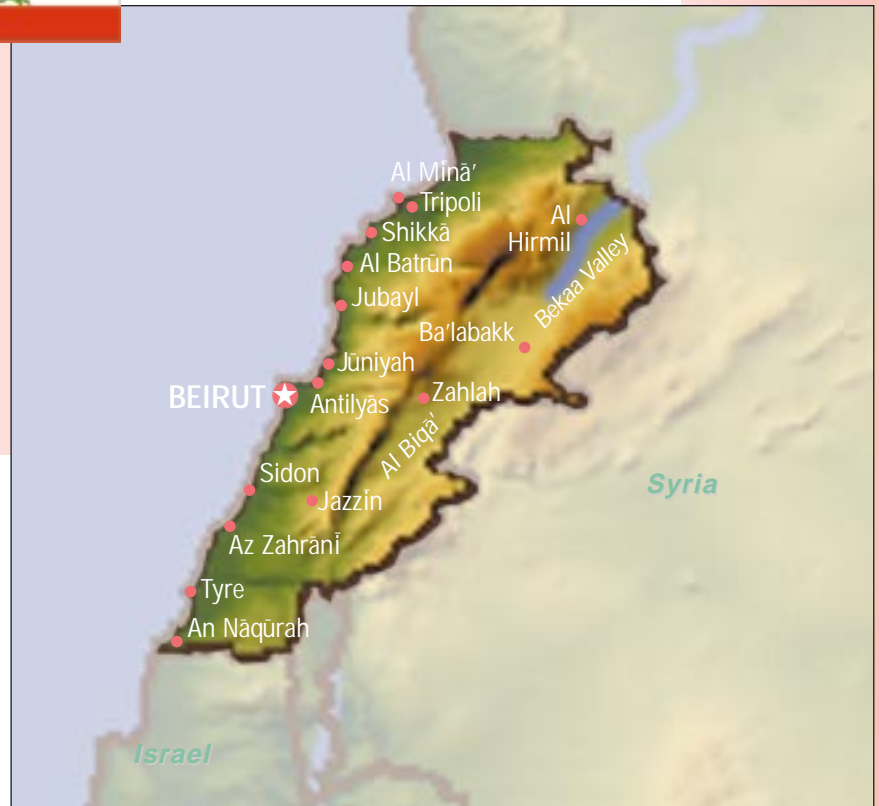 Al Mīnā'
Tripoli
Al
Hirmil
Shikkā
Bekaa Valley
Al Batrūn
Jubayl
Ba'labakk
Jūniyah
BEIRUT
Antilyās
Zahlah
Al Biqā'
Sidon
Jazzīn
Syria
Az Zahrānī
Tyre
An Nāqūrah
Israel